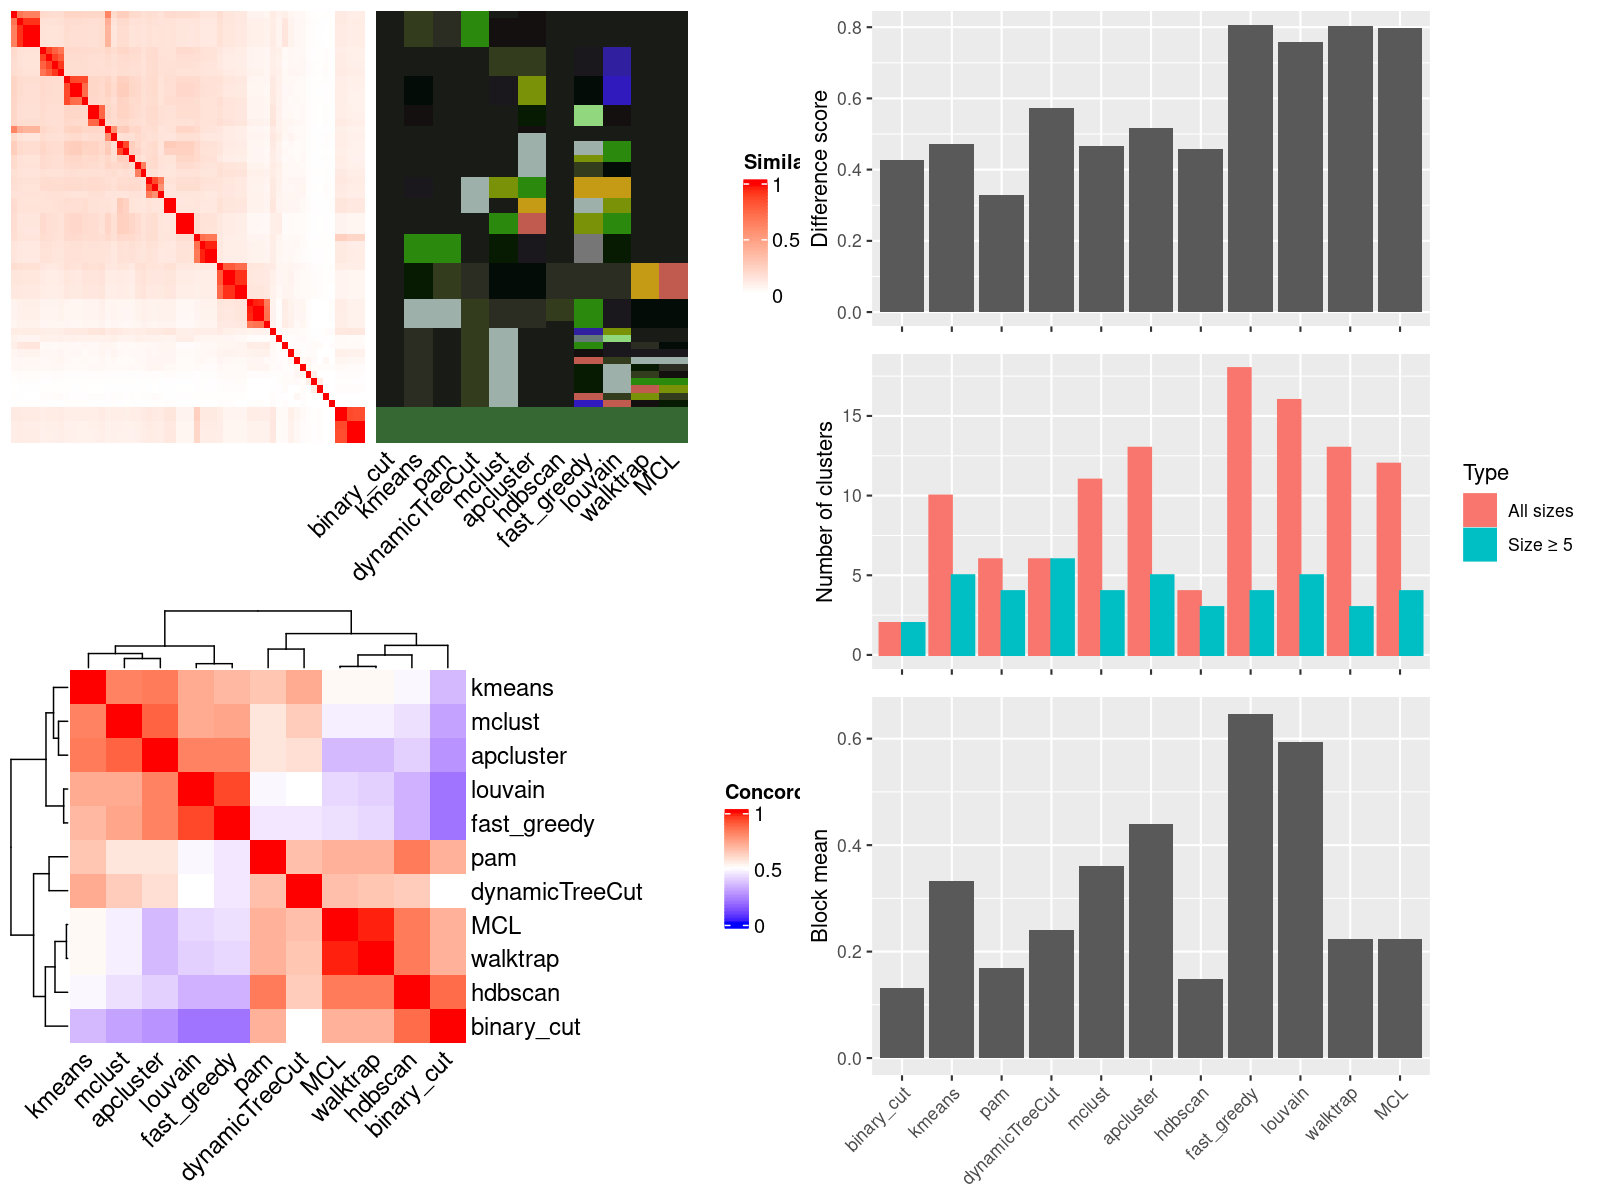 Simila
1
0.5
0
binary_cut
kmeans
pam
dynamicTreeCut
mclust
apcluster
hdbscan
fast_greedy
louvain
walktrap
MCL
kmeans
mclust
apcluster
louvain
fast_greedy
pam
dynamicTreeCut
MCL
walktrap
hdbscan
binary_cut
kmeans
mclust
apcluster
louvain
fast_greedy
pam
dynamicTreeCut
MCL
walktrap
hdbscan
binary_cut
Concord
1
0.5
0
Difference score
0.8
0.6
0.4
0.2
0.0
Number of clusters
15
10
5
0
Type
All sizes
Size ≥ 5
Block mean
0.6
0.4
0.2
0.0
binary_cut
kmeans
pam
dynamicTreeCut
mclust
apcluster
hdbscan
fast_greedy
louvain
walktrap
MCL